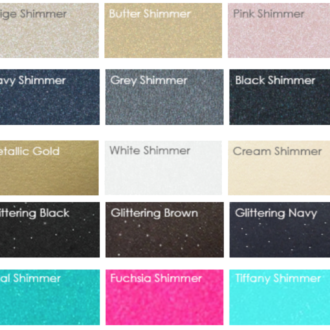 ige Shimmer
Butter Shimmer
Pink Shimmer
avy Shimmer
Grey Shimmer
Black Shimmer
etallic Gold
White Shimmer
Cream Shimmer
ittering Black
Glittering Brown
Glittering Navy
al Shimmer
Fuchsia Shimmer
Tiffany Shimmer